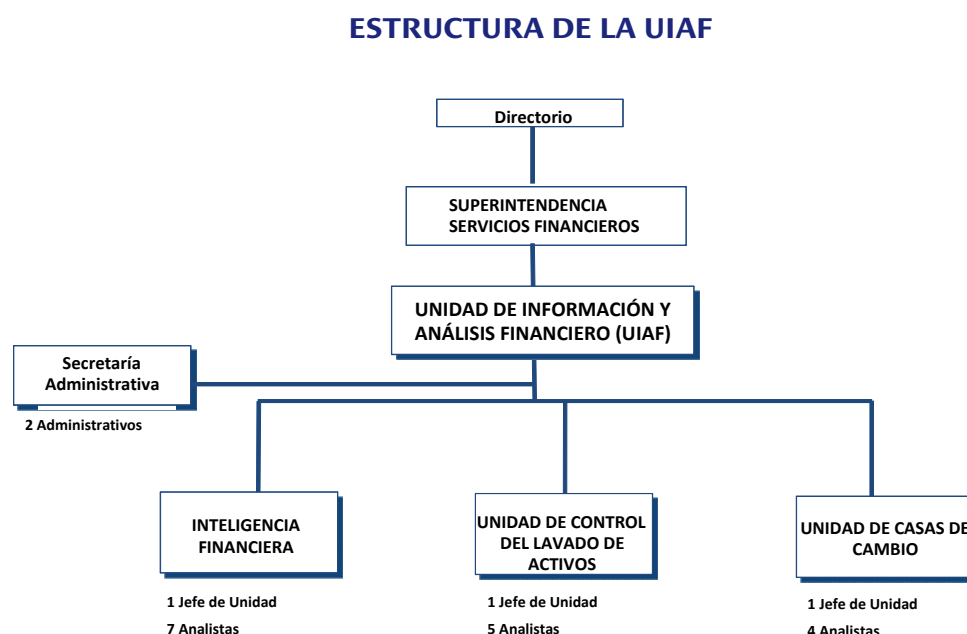 ESTRUCTURA DE LA UIAF
Directorio
SUPERINTENDENCIA
SERVICIOS FINANCIEROS
UNIDAD DE INFORMACIÓN Y
ANÁLISIS FINANCIERO (UIAF)
Secretaría
Administrativa
2 Administrativos
INTELIGENCIA
FINANCIERA
1 Jefe de Unidad
7 Analistas
UNIDAD DE CONTROL
DEL LAVADO DE
ACTIVOS
1 Jefe de Unidad
5 Analistas
UNIDAD DE CASAS DE
CAMBIO
1 Jefe de Unidad
4 Analistas